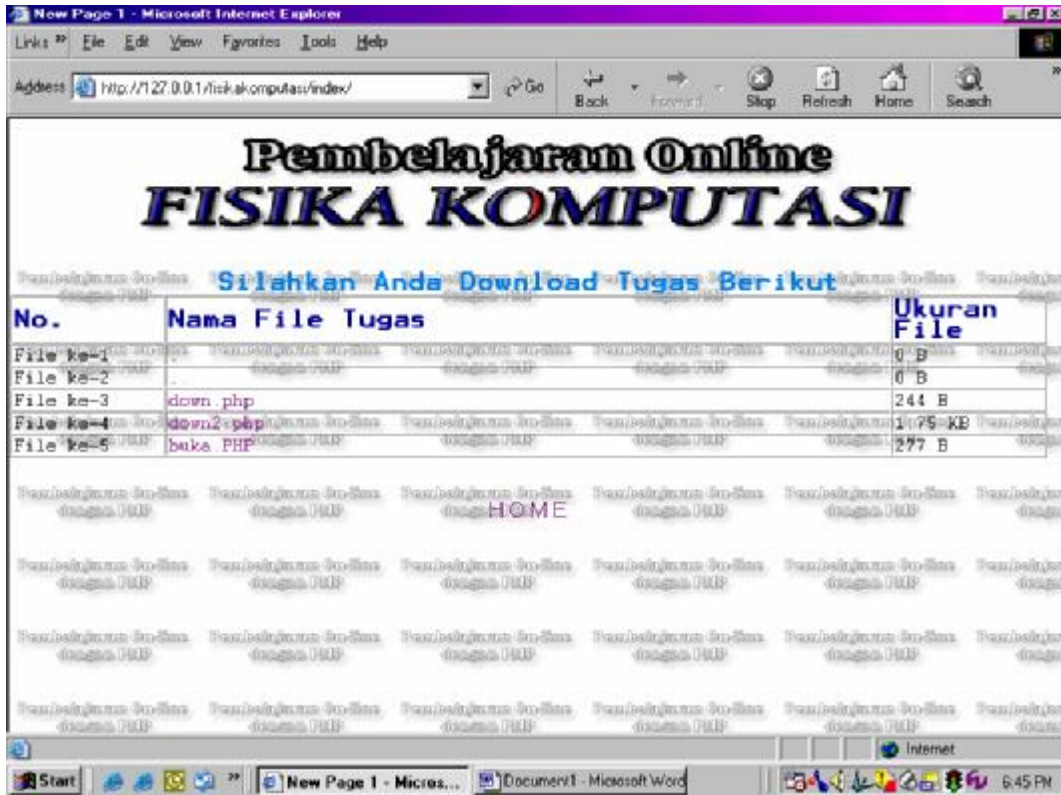 New Page 1 - Microsoft Internet Explorer
Links » File Edit View Favorites Tools Help
Address http://127.0.0.1/fisikakomputasi/index/ Go Back Forward Stop Refresh Home Search »
Pembelajaran Online
FISIKA KOMPUTASI
Silahkan Anda Download Tugas Berikut
No. Nama File Tugas Ukuran File
File ke-1 . 0 B
File ke-2 .. 0 B
File ke-3 down.php 244 B
File ke-4 down2.php 1.75 KB
File ke-5 buka.PHP 277 B
HOME
Internet
Start » New Page 1 - Micros... Document1 - Microsoft Word 6:45 PM